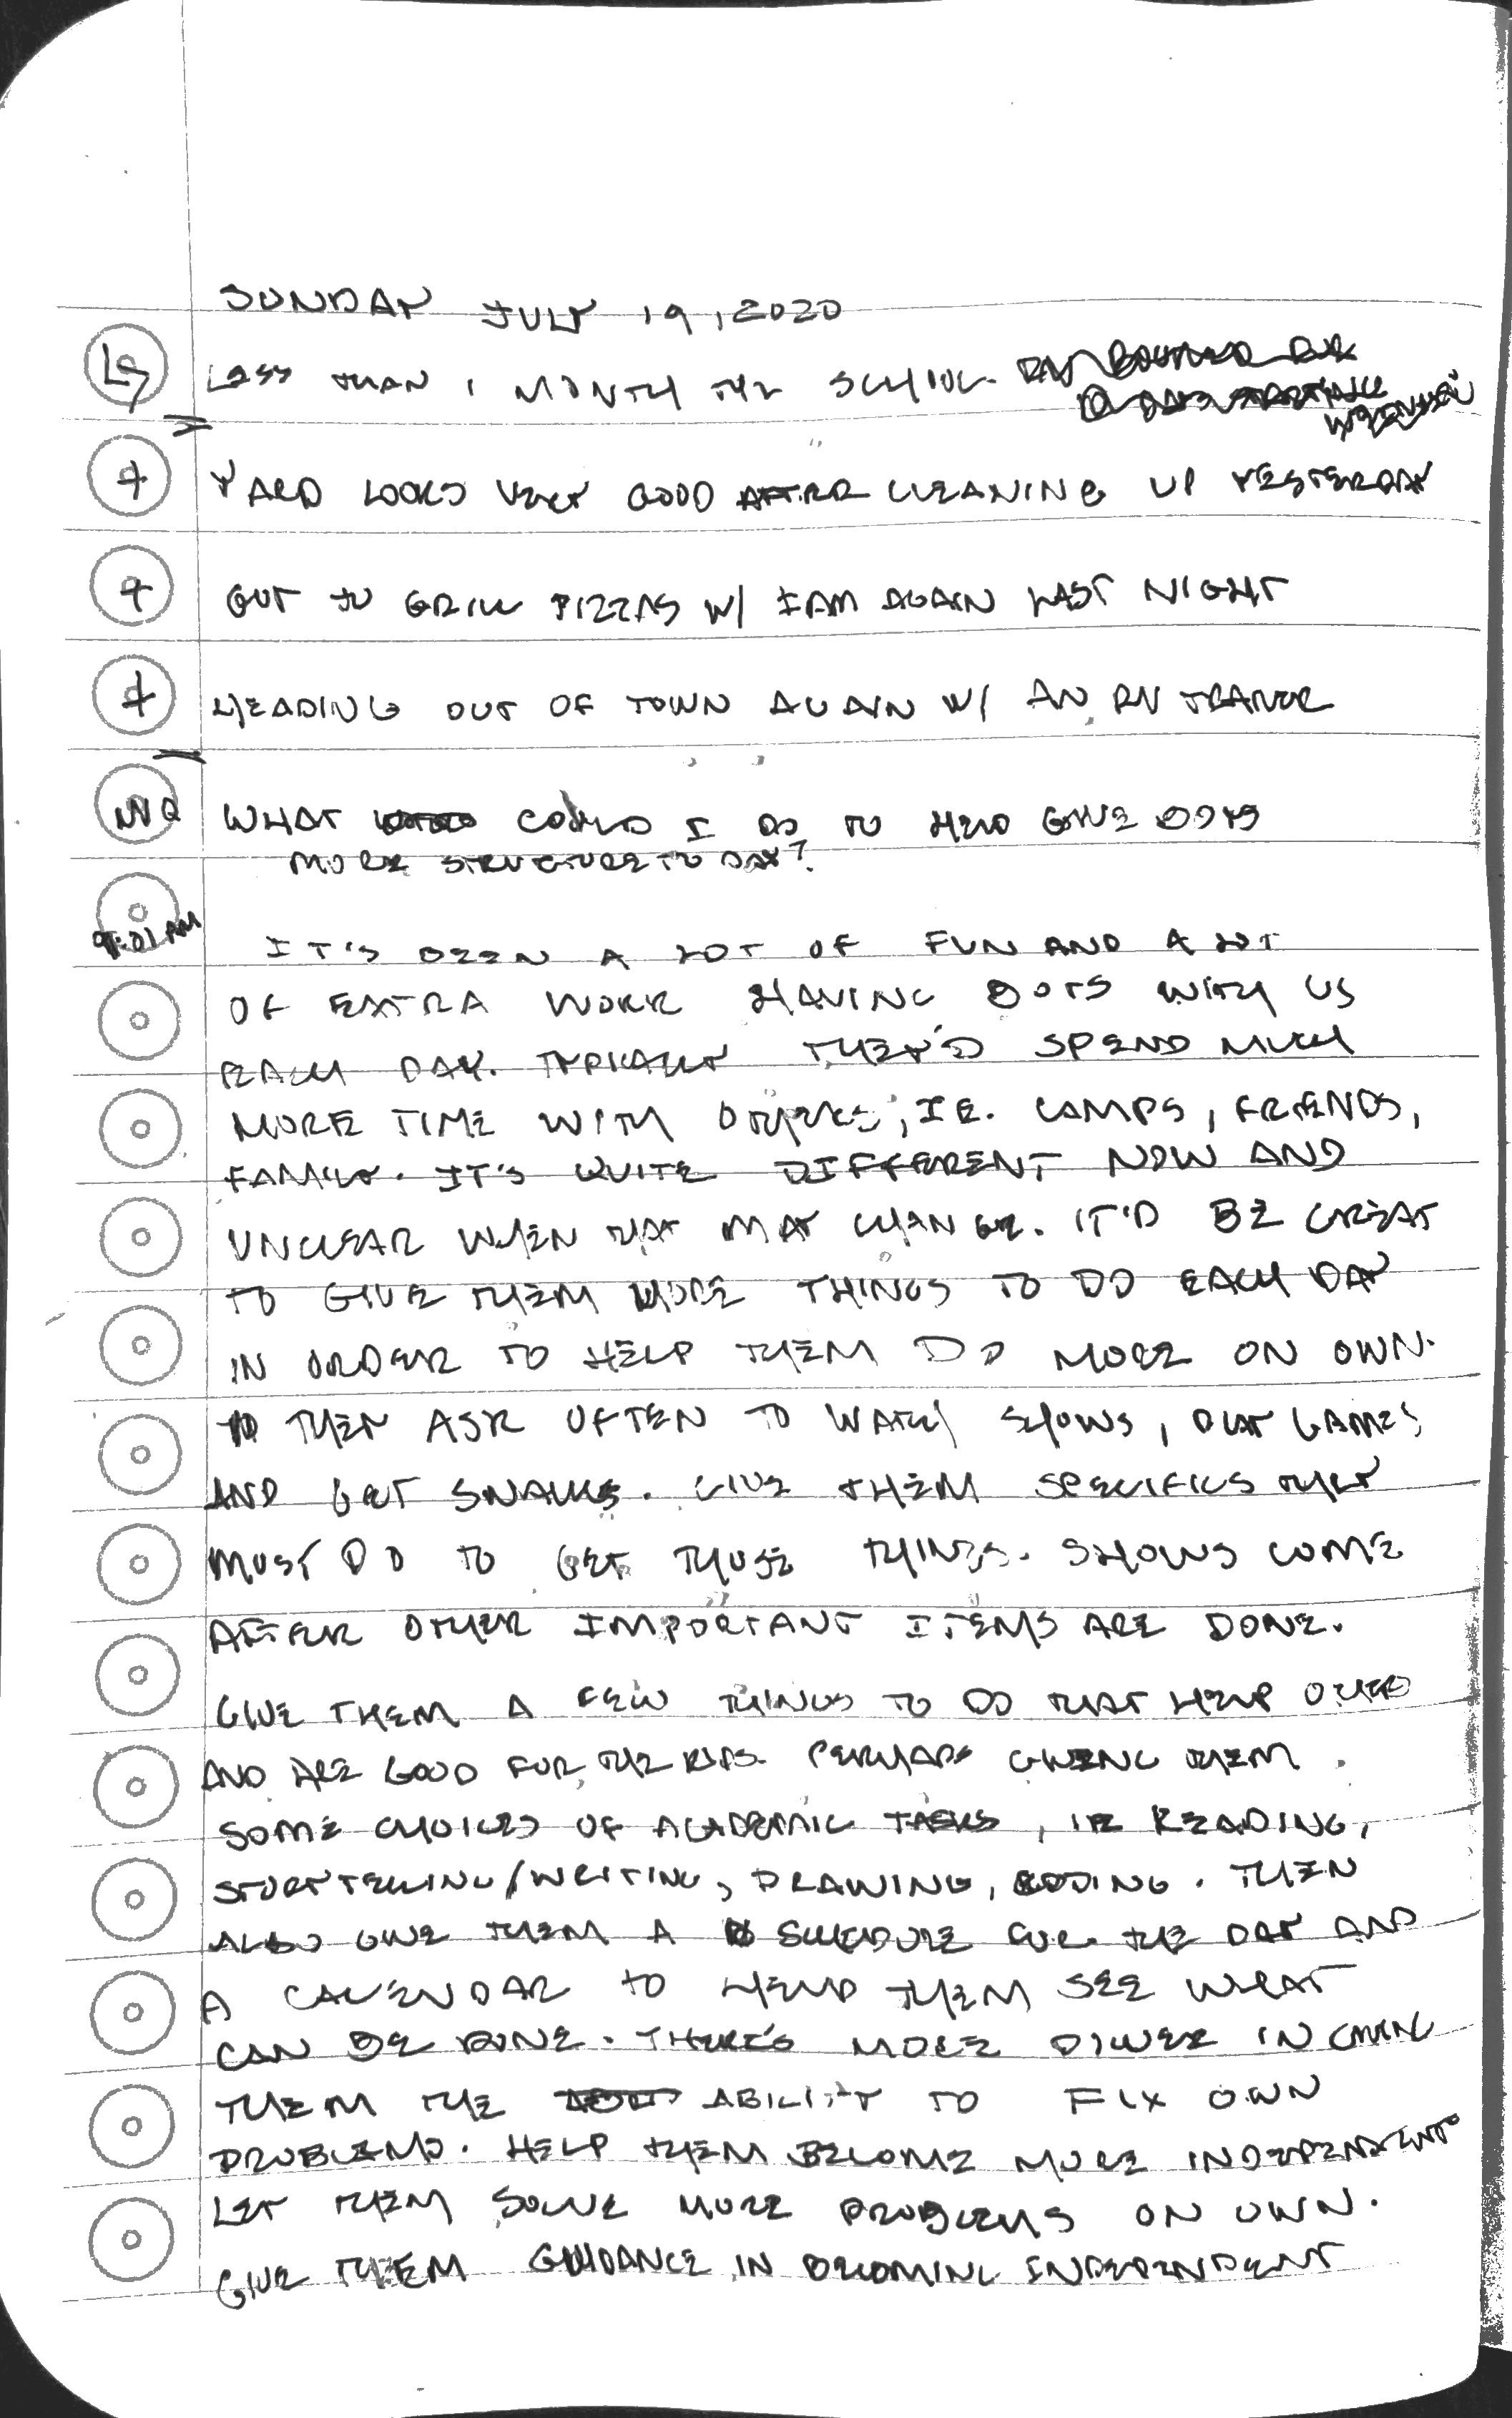 SUNDAY JULY 19, 2020
LS LESS THAN 1 MONTH THE SCHOOL.
+ YARD LOOKS VERY GOOD AFTER CLEANING UP YESTERDAY
+ GOT TO GRILL PIZZAS W/ FAM AGAIN LAST NIGHT
+ HEADING OUT OF TOWN AGAIN W/ AN RV TRAILER
MQ WHAT COULD I DO TO HELP GIVE BOYS
MORE STRUCTURE TO DAY?
9:01 AM IT'S BEEN A LOT OF FUN AND A LOT
OF EXTRA WORK HAVING BOYS WITH US
EACH DAY. TYPICALLY THEY'D SPEND MUCH
MORE TIME WITH OTHERS, IE. CAMPS, FRIENDS,
FAMILY. IT'S QUITE DIFFERENT NOW AND
UNCLEAR WHEN THAT MAY CHANGE. IT'D BE GREAT
TO GIVE THEM MORE THINGS TO DO EACH DAY
IN ORDER TO HELP THEM DO MORE ON OWN.
THEY ASK OFTEN TO WATCH SHOWS, PLAY GAMES
AND GET SNACKS. GIVE THEM SPECIFICS THEY
MUST DO TO GET THOSE THINGS. SHOWS COME
AFTER OTHER IMPORTANT ITEMS ARE DONE.
GIVE THEM A FEW THINGS TO DO THAT HELP
AND ARE GOOD FOR THE KIDS. PERHAPS GIVING THEM
SOME CHOICES OF ACADEMIC TASKS, IE READING,
STORYTELLING/WRITING, DRAWING, CODING. THEN
ALSO GIVE THEM A SCHEDULE FOR THE DAY AND
A CALENDAR TO HELP THEM SEE WHAT
CAN BE DONE. THERE'S MORE POWER IN GIVING
THEM THE ABILITY TO FIX OWN
PROBLEMS. HELP THEM BECOME MORE INDEPENDENT.
LET THEM SOLVE MORE PROBLEMS ON OWN.
GIVE THEM GUIDANCE IN BECOMING INDEPENDENT